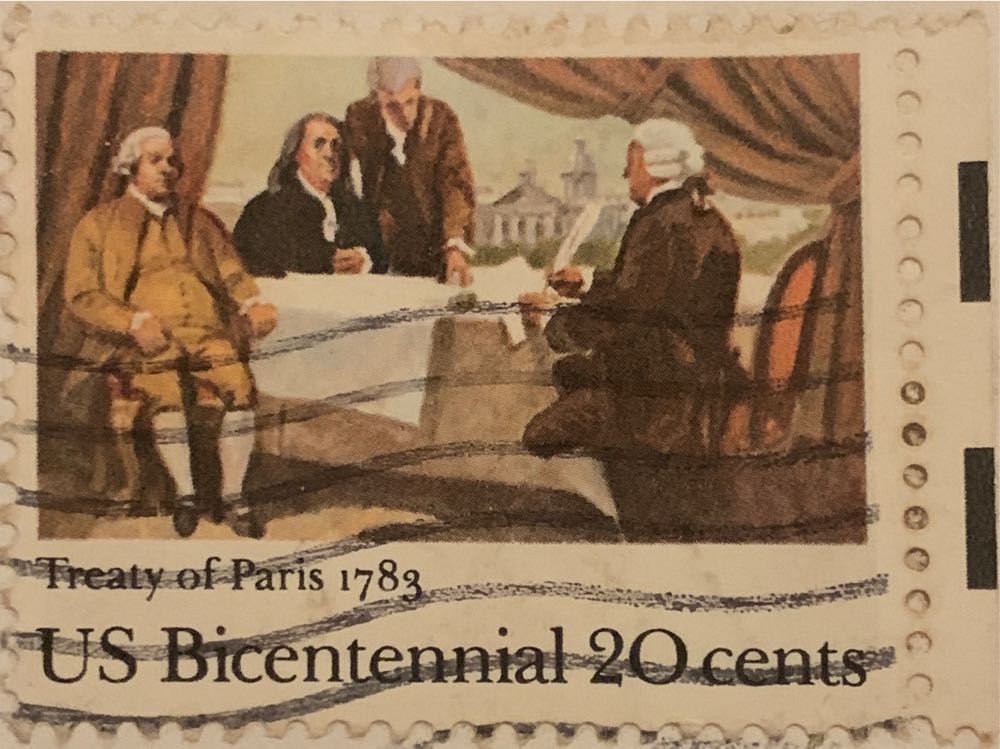 Treaty of Paris 1783
US Bicentennial 20 cents